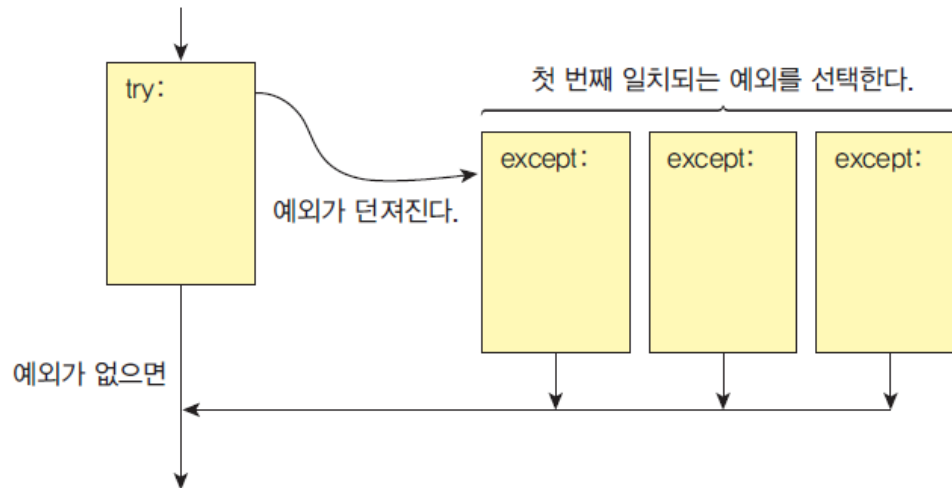 try:
첫 번째 일치되는 예외를 선택한다.
except:
except:
except:
예외가 던져진다.
예외가 없으면